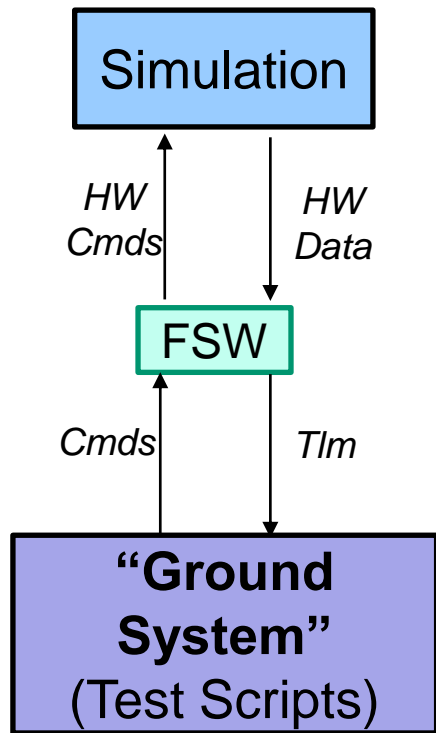 Simulation
HW
Cmds
HW
Data
FSW
Cmds
Tlm
“Ground
System”
(Test Scripts)